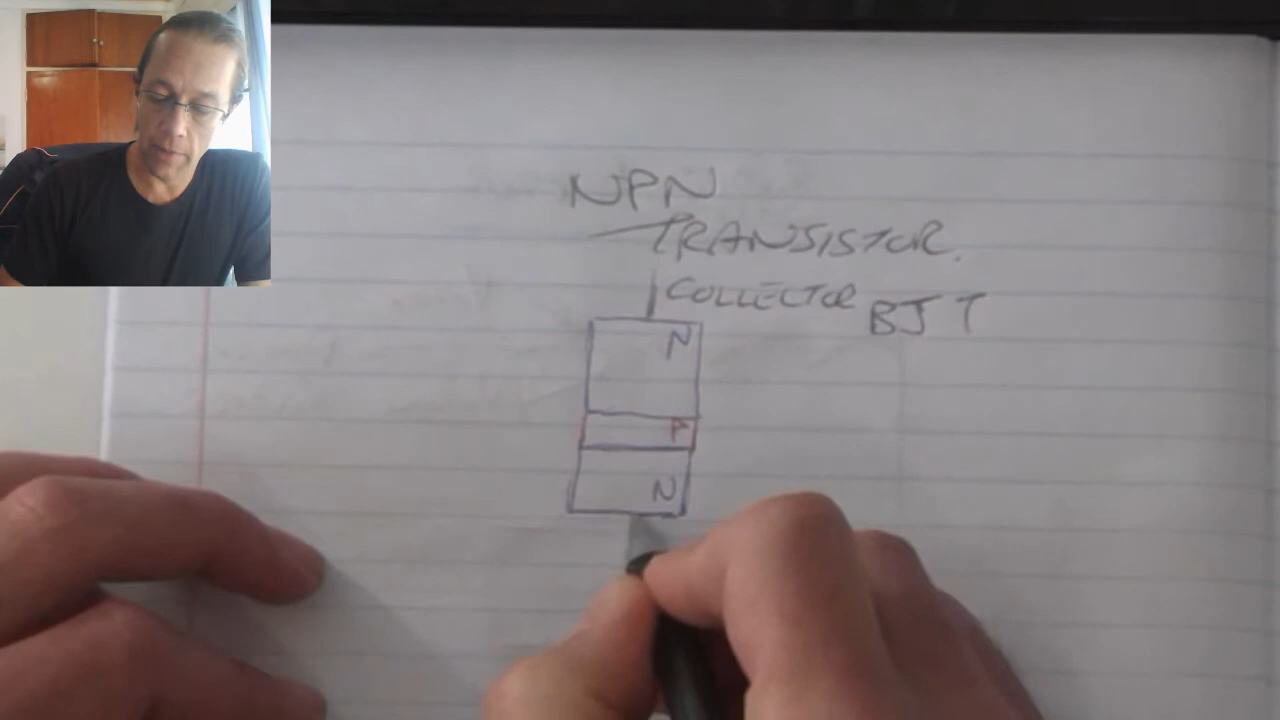 NPN
TRANSISTOR.
COLLECTOR BJT
N
P
N